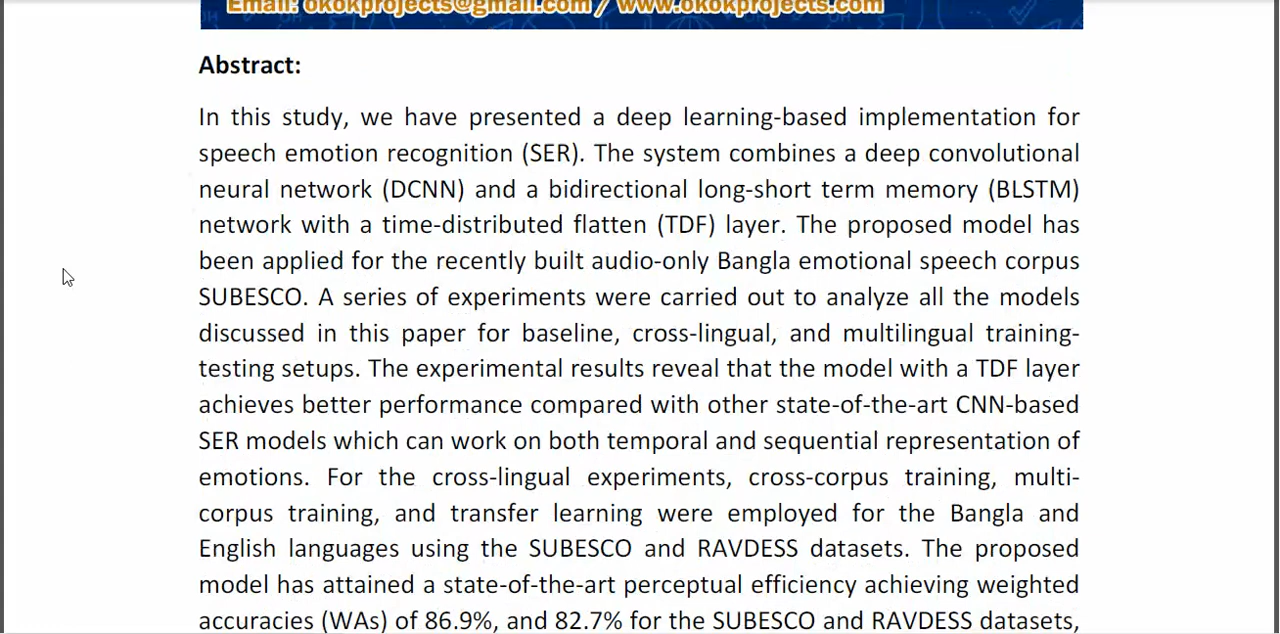 Email: okokprojects@gmail.com / www.okokprojects.com
Abstract:
In this study, we have presented a deep learning-based implementation for
speech emotion recognition (SER). The system combines a deep convolutional
neural network (DCNN) and a bidirectional long-short term memory (BLSTM)
network with a time-distributed flatten (TDF) layer. The proposed model has
been applied for the recently built audio-only Bangla emotional speech corpus
SUBESCO. A series of experiments were carried out to analyze all the models
discussed in this paper for baseline, cross-lingual, and multilingual training-
testing setups. The experimental results reveal that the model with a TDF layer
achieves better performance compared with other state-of-the-art CNN-based
SER models which can work on both temporal and sequential representation of
emotions. For the cross-lingual experiments, cross-corpus training, multi-
corpus training, and transfer learning were employed for the Bangla and
English languages using the SUBESCO and RAVDESS datasets. The proposed
model has attained a state-of-the-art perceptual efficiency achieving weighted
accuracies (WAs) of 86.9%, and 82.7% for the SUBESCO and RAVDESS datasets,